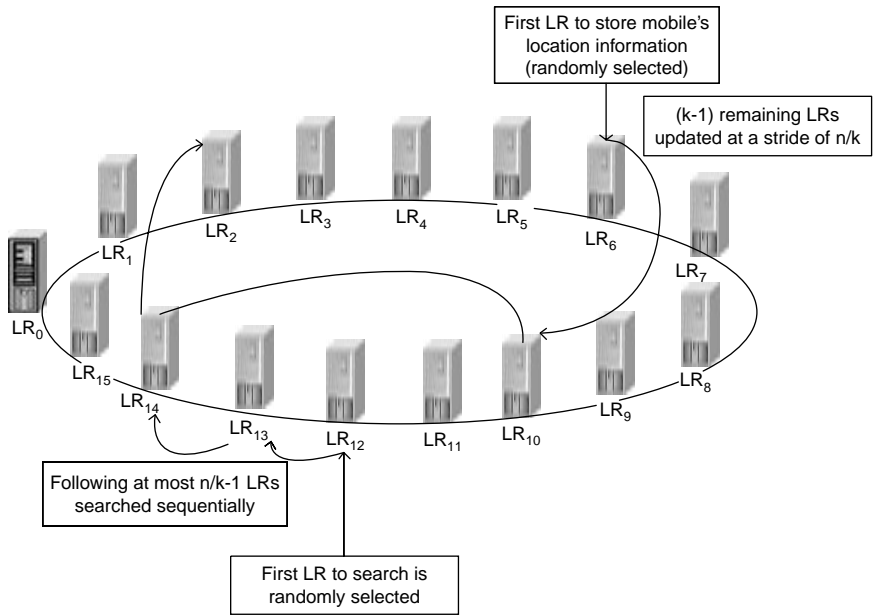 First LR to store mobile's
location information
(randomly selected)
(k-1) remaining LRs
updated at a stride of n/k
LR₀
LR₁
LR₂
LR₃
LR₄
LR₅
LR₆
LR₇
LR₈
LR₉
LR₁₀
LR₁₁
LR₁₂
LR₁₃
LR₁₄
LR₁₅
Following at most n/k-1 LRs
searched sequentially
First LR to search is
randomly selected